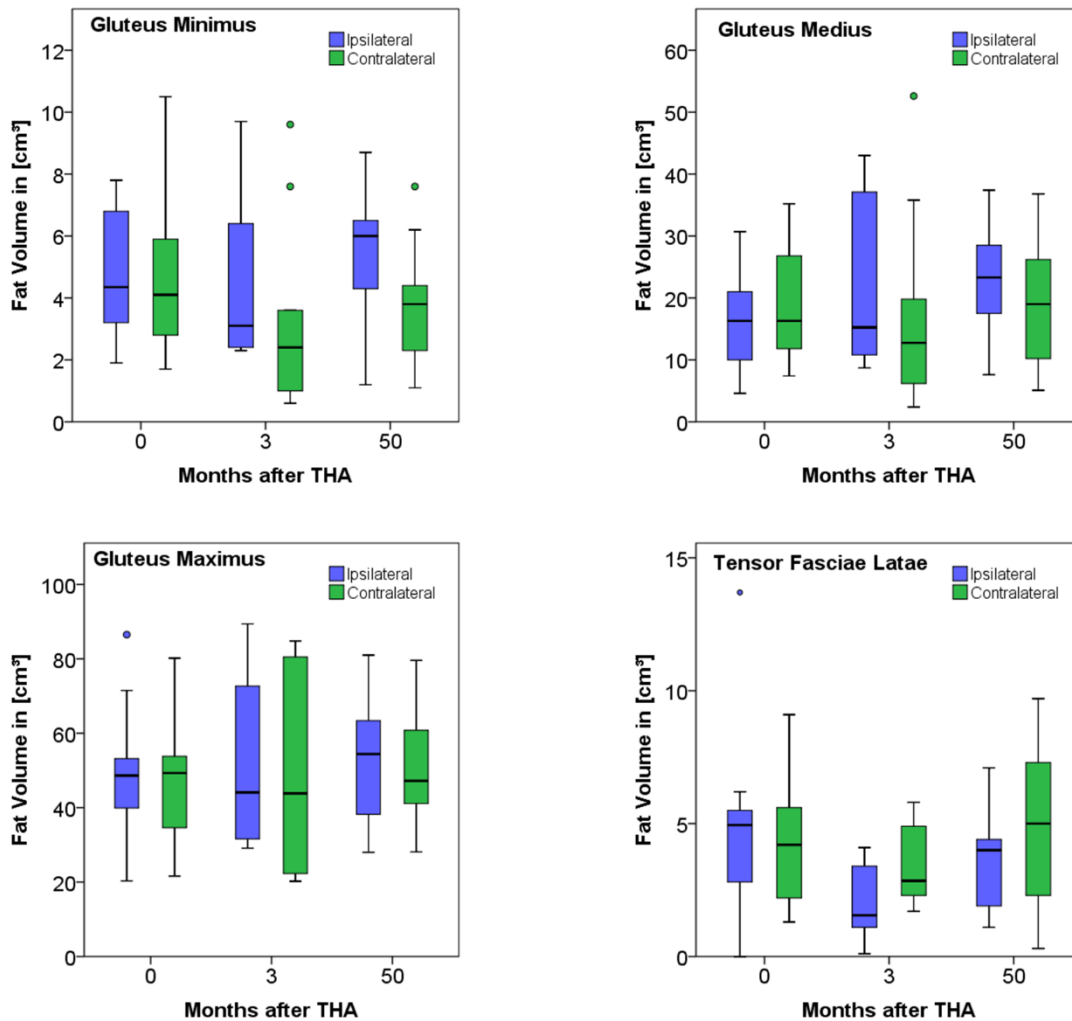 Gluteus Minimus
Ipsilateral
Contralateral
Fat Volume in [cm³]
12
10
8
6
4
2
0
0 3 50
Months after THA
Gluteus Medius
Ipsilateral
Contralateral
Fat Volume in [cm³]
60
50
40
30
20
10
0
0 3 50
Months after THA
Gluteus Maximus
Ipsilateral
Contralateral
Fat Volume in [cm³]
100
80
60
40
20
0
0 3 50
Months after THA
Tensor Fasciae Latae
Ipsilateral
Contralateral
Fat Volume in [cm³]
15
10
5
0
0 3 50
Months after THA